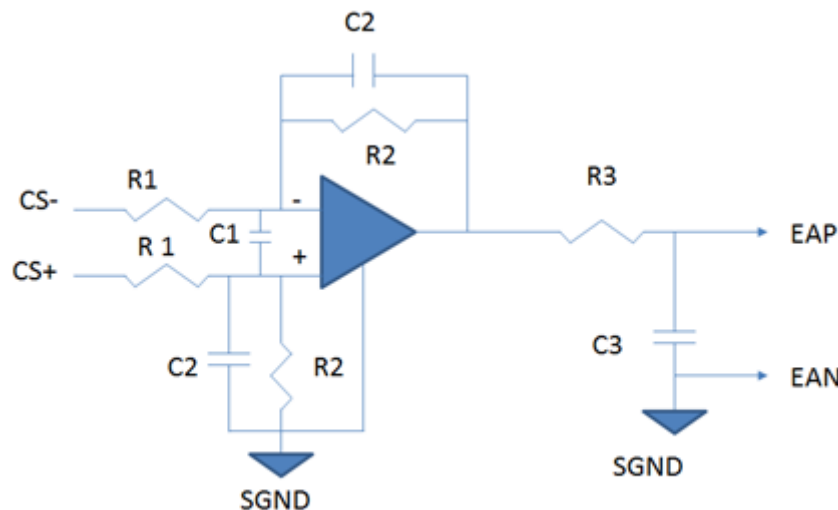 C2
R2
R1
CS-
-
C1
R3
EAP
R 1
CS+
+
C2
R2
C3
EAN
SGND
SGND